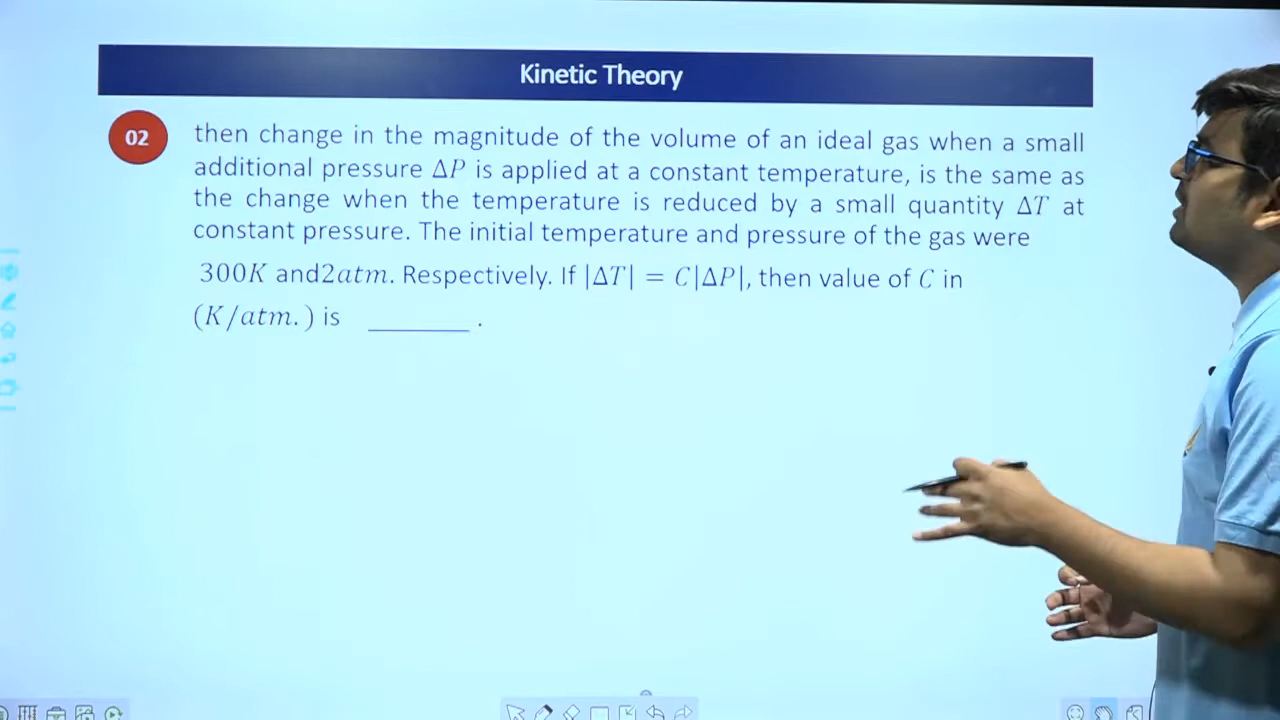 Kinetic Theory
02
then change in the magnitude of the volume of an ideal gas when a small
additional pressure ΔP is applied at a constant temperature, is the same as
the change when the temperature is reduced by a small quantity ΔT at
constant pressure. The initial temperature and pressure of the gas were
300K and2atm. Respectively. If |ΔT| = C|ΔP|, then value of C in
(K/atm.) is ________ .